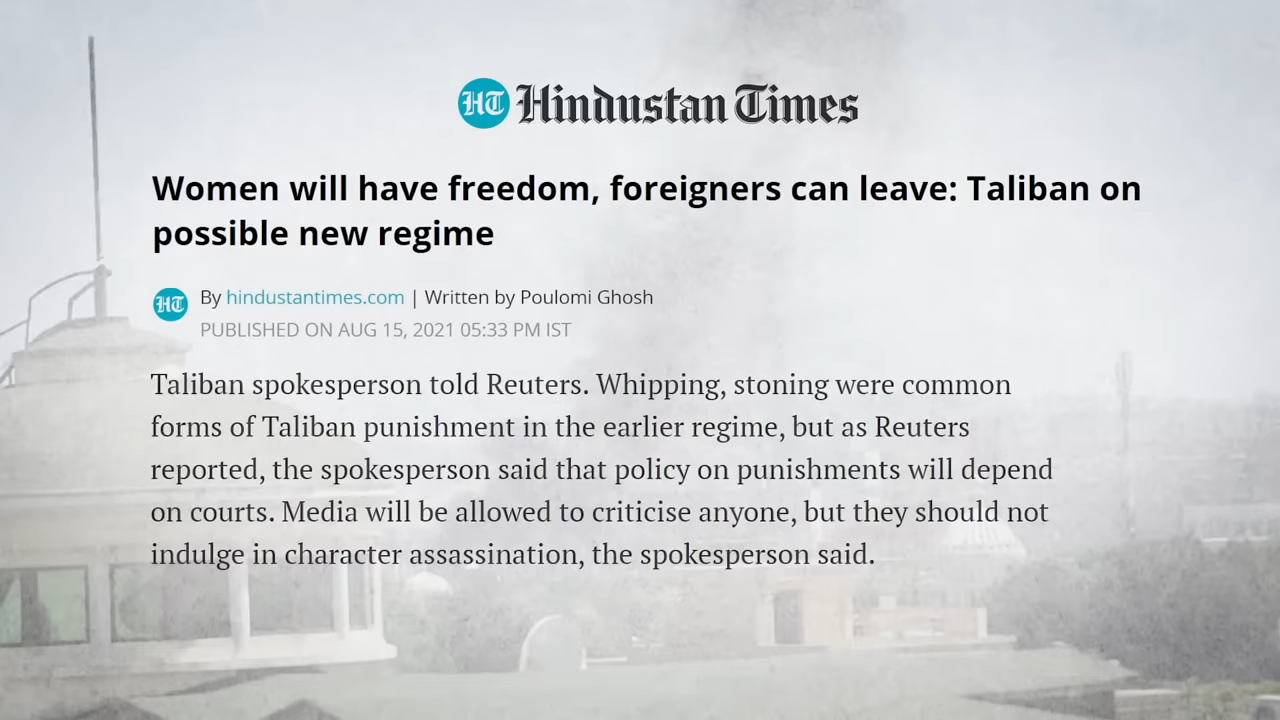 HT Hindustan Times
Women will have freedom, foreigners can leave: Taliban on
possible new regime
HT By hindustantimes.com | Written by Poulomi Ghosh
PUBLISHED ON AUG 15, 2021 05:33 PM IST
Taliban spokesperson told Reuters. Whipping, stoning were common
forms of Taliban punishment in the earlier regime, but as Reuters
reported, the spokesperson said that policy on punishments will depend
on courts. Media will be allowed to criticise anyone, but they should not
indulge in character assassination, the spokesperson said.